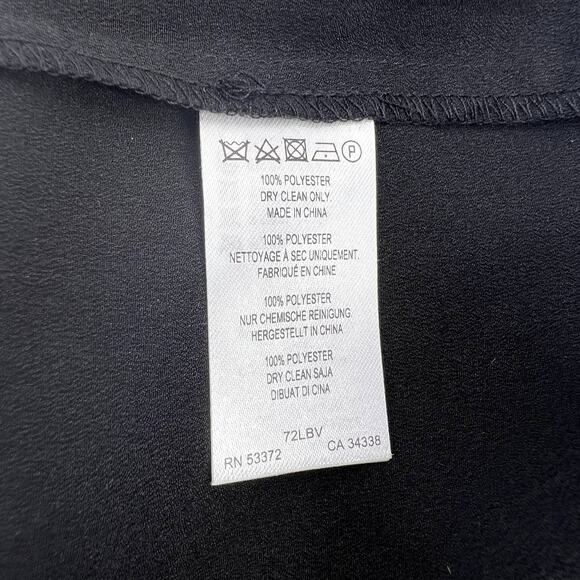 P
100% POLYESTER
DRY CLEAN ONLY.
MADE IN CHINA
100% POLYESTER
NETTOYAGE À SEC UNIQUEMENT.
FABRIQUÉ EN CHINE
100% POLYESTER
NUR CHEMISCHE REINIGUNG
HERGESTELLT IN CHINA
100% POLYESTER
DRY CLEAN SAJA
DIBUAT DI CINA
72LBV
RN 53372 CA 34338